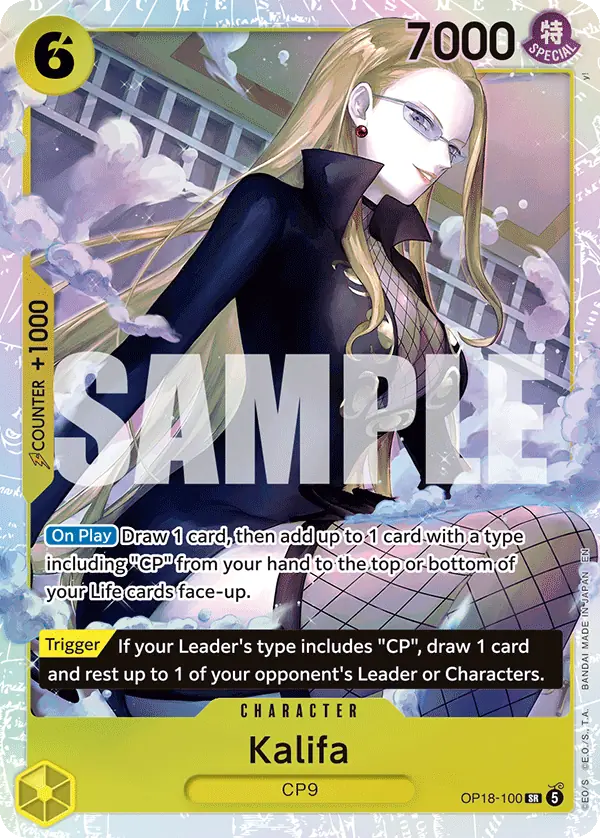 6
7000
特
SPECIAL
COUNTER +1000
SAMPLE
On Play Draw 1 card, then add up to 1 card with a type
including "CP" from your hand to the top or bottom of
your Life cards face-up.
Trigger If your Leader's type includes "CP", draw 1 card
and rest up to 1 of your opponent's Leader or Characters.
CHARACTER
Kalifa
CP9
OP18-100 SR 5
©EO/S ©E.O./S., T.A. BANDAI MADE IN JAPAN EN
y!